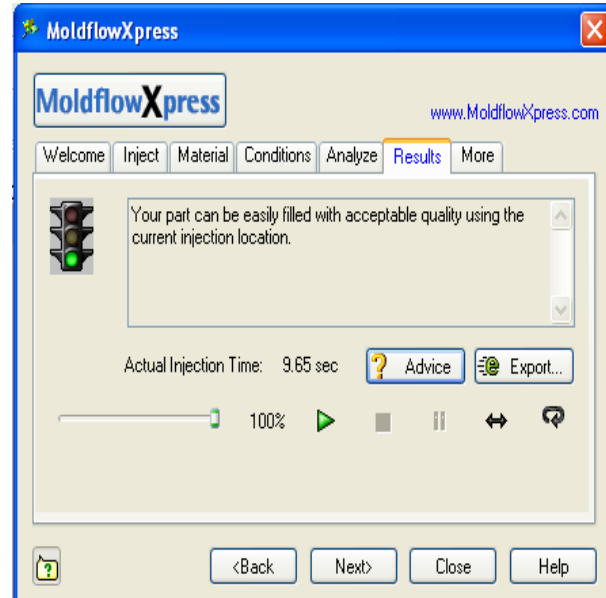 MoldflowXpress
MoldflowXpress
www.MoldflowXpress.com
Welcome Inject Material Conditions Analyze Results More
Your part can be easily filled with acceptable quality using the
current injection location.
Actual Injection Time: 9.65 sec ? Advice Export...
100%
<Back Next> Close Help